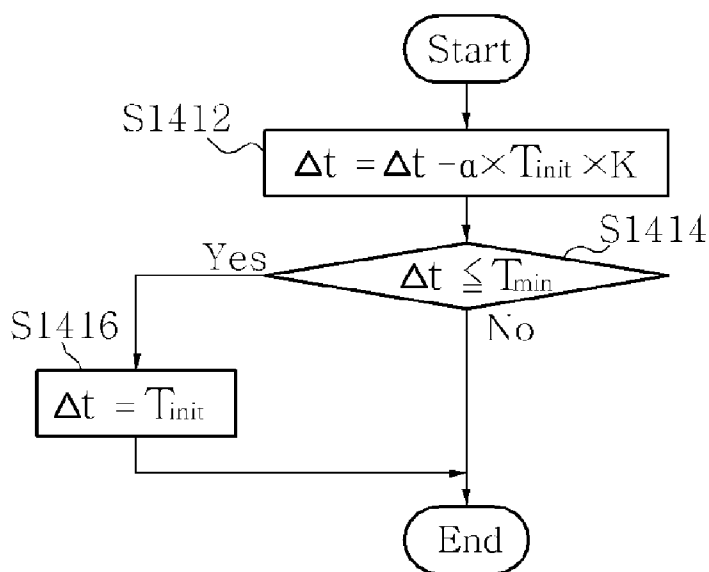 Start
S1412
Δt = Δt - α × Tinit × K
S1414
Yes
Δt ≦ Tmin
No
S1416
Δt = Tinit
End